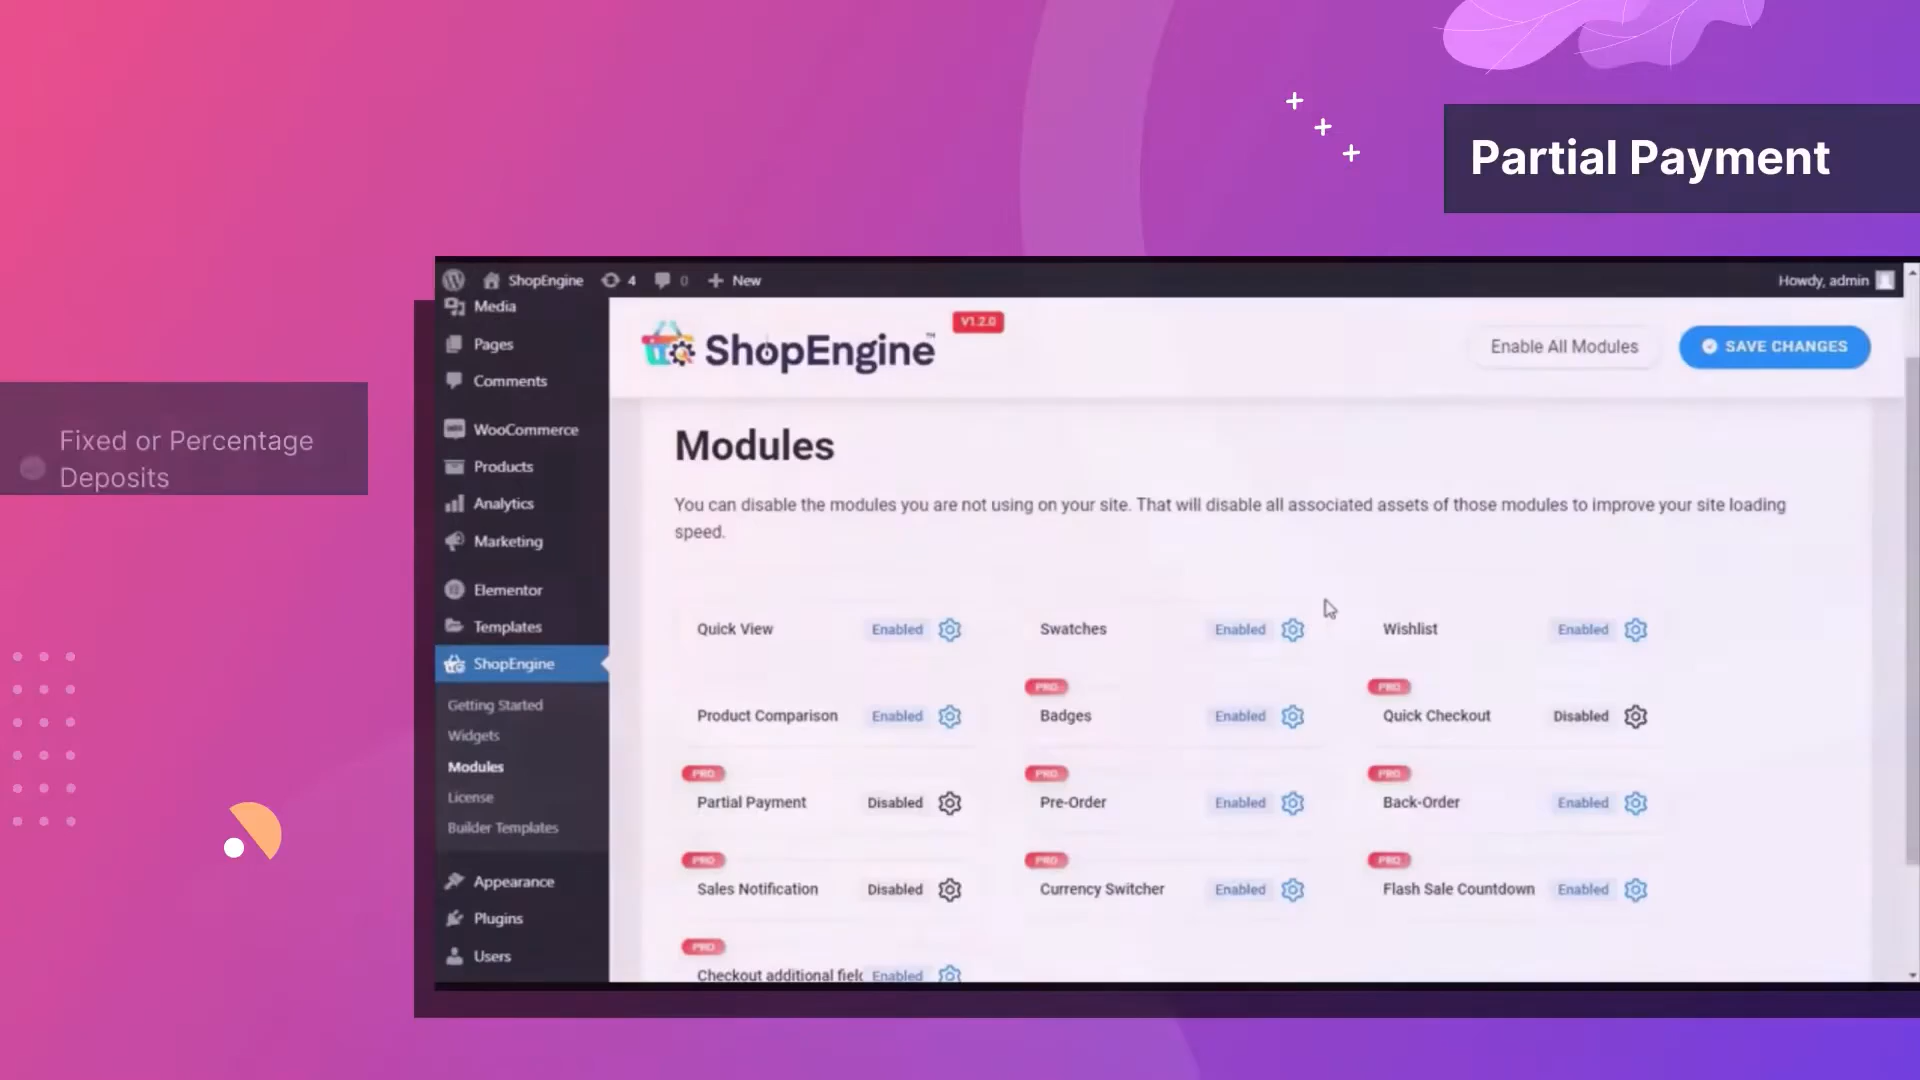 Partial Payment
Fixed or Percentage
Deposits
ShopEngine
4
0
New
Howdy, admin
Media
Pages
Comments
WooCommerce
Products
Analytics
Marketing
Elementor
Templates
ShopEngine
Getting Started
Widgets
Modules
License
Builder Templates
Appearance
Plugins
Users
ShopEngine™
V1.2.0
Enable All Modules
SAVE CHANGES
Modules
You can disable the modules you are not using on your site. That will disable all associated assets of those modules to improve your site loading
speed.
Quick View Enabled
Swatches Enabled
Wishlist Enabled
Product Comparison Enabled
PRO
Badges Enabled
PRO
Quick Checkout Disabled
PRO
Partial Payment Disabled
PRO
Pre-Order Enabled
PRO
Back-Order Enabled
PRO
Sales Notification Disabled
PRO
Currency Switcher Enabled
PRO
Flash Sale Countdown Enabled
PRO
Checkout additional field Enabled